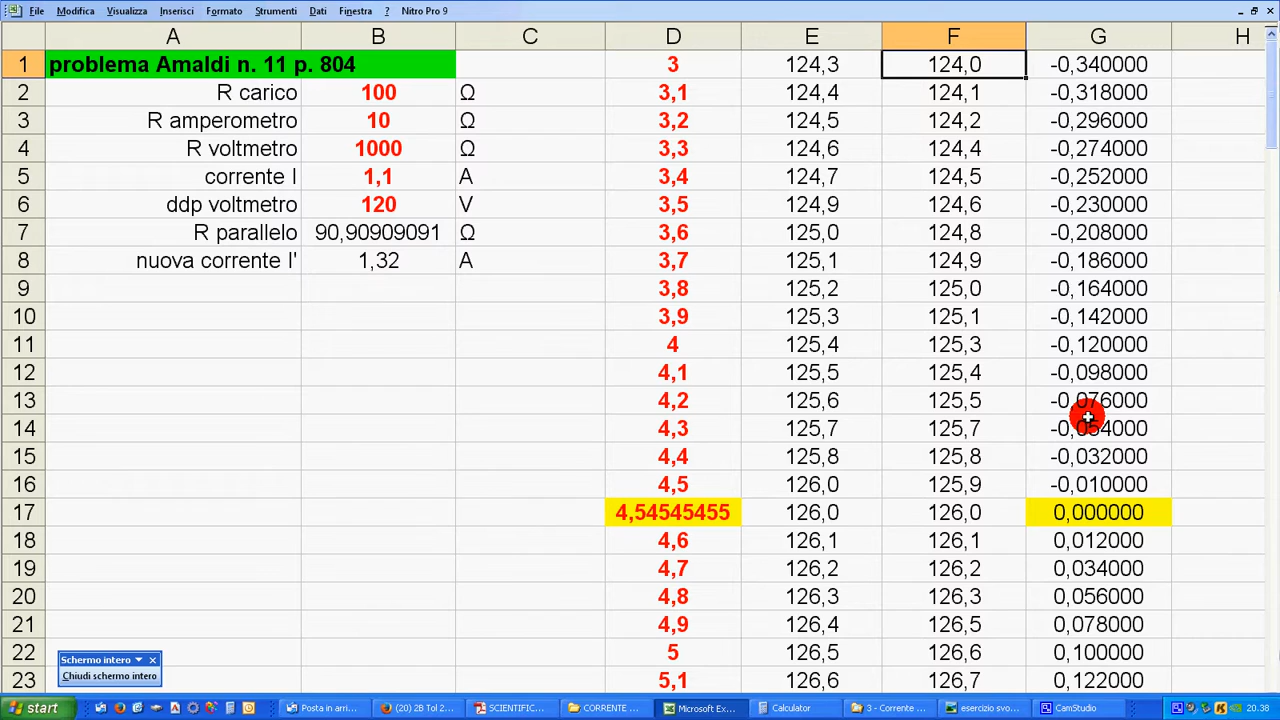 File Modifica Visualizza Inserisci Formato Strumenti Dati Finestra ? Nitro Pro 9
A B C D E F G H
1 problema Amaldi n. 11 p. 804 3 124,3 124,0 -0,340000
2 R carico 100 Ω 3,1 124,4 124,1 -0,318000
3 R amperometro 10 Ω 3,2 124,5 124,2 -0,296000
4 R voltmetro 1000 Ω 3,3 124,6 124,4 -0,274000
5 corrente I 1,1 A 3,4 124,7 124,5 -0,252000
6 ddp voltmetro 120 V 3,5 124,9 124,6 -0,230000
7 R parallelo 90,90909091 Ω 3,6 125,0 124,8 -0,208000
8 nuova corrente I' 1,32 A 3,7 125,1 124,9 -0,186000
9 3,8 125,2 125,0 -0,164000
10 3,9 125,3 125,1 -0,142000
11 4 125,4 125,3 -0,120000
12 4,1 125,5 125,4 -0,098000
13 4,2 125,6 125,5 -0,076000
14 4,3 125,7 125,7 -0,054000
15 4,4 125,8 125,8 -0,032000
16 4,5 126,0 125,9 -0,010000
17 4,54545455 126,0 126,0 0,000000
18 4,6 126,1 126,1 0,012000
19 4,7 126,2 126,2 0,034000
20 4,8 126,3 126,3 0,056000
21 4,9 126,4 126,5 0,078000
22 5 126,5 126,6 0,100000
23 5,1 126,6 126,7 0,122000
Schermo intero
Chiudi schermo intero
start Posta in arri... (20) 2B Tol 2... SCIENTIFIC... CORRENTE ... Microsoft Ex... Calculator 3 - Corrente ... esercizio svo... CamStudio 20.38